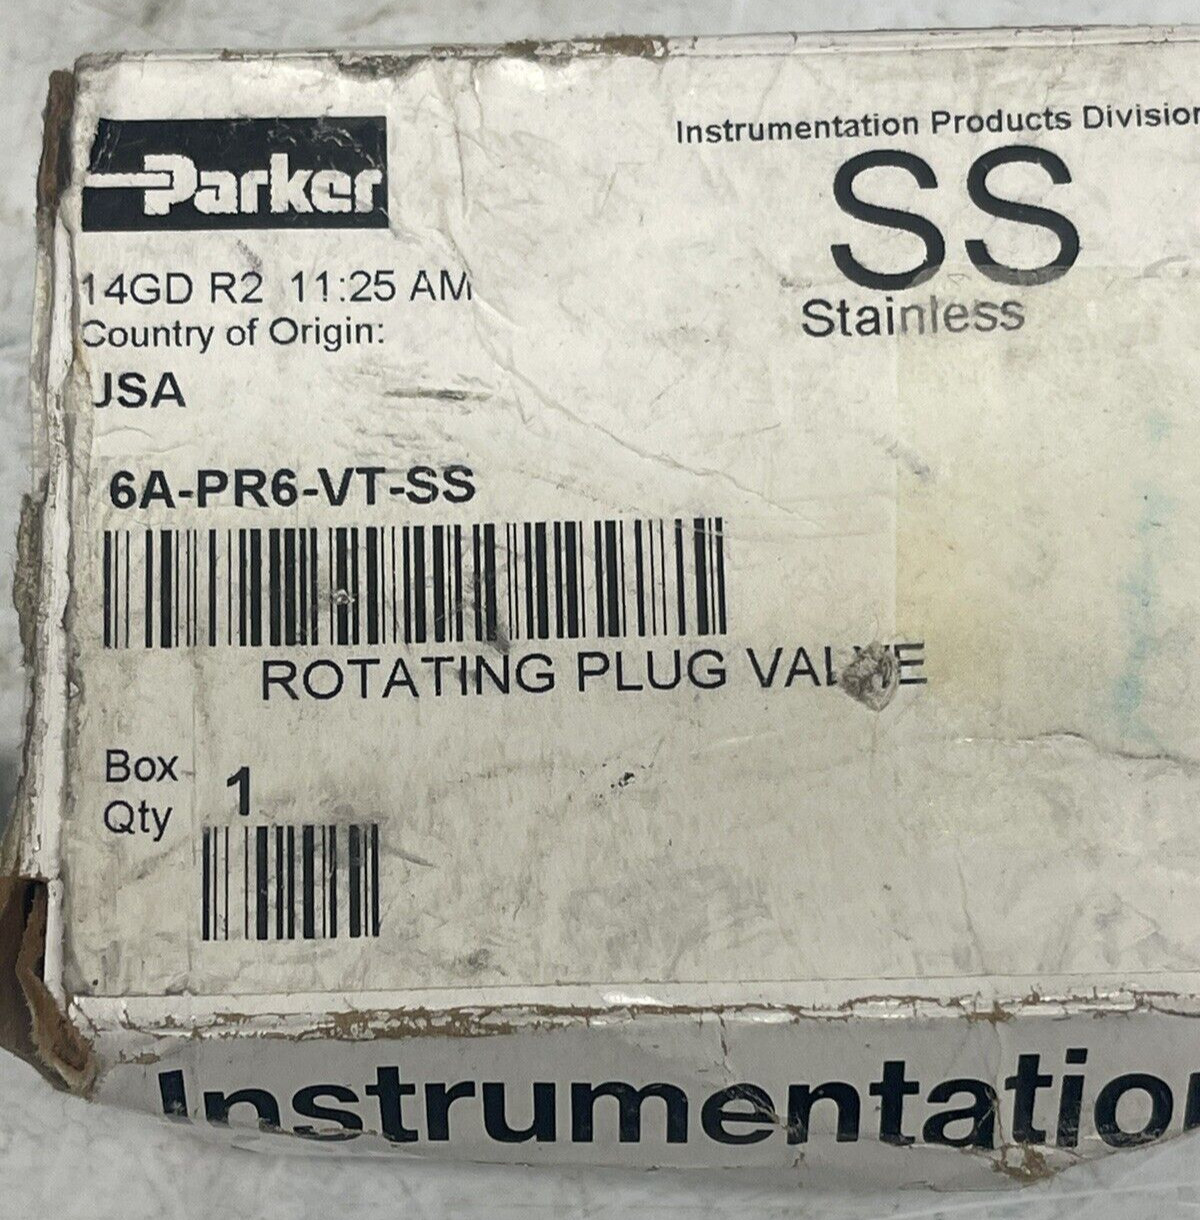 Parker
14GD R2 11:25 AM
Country of Origin:
USA
Instrumentation Products Division
SS
Stainless
6A-PR6-VT-SS
ROTATING PLUG VALVE
Box
Qty
1
Instrumentation